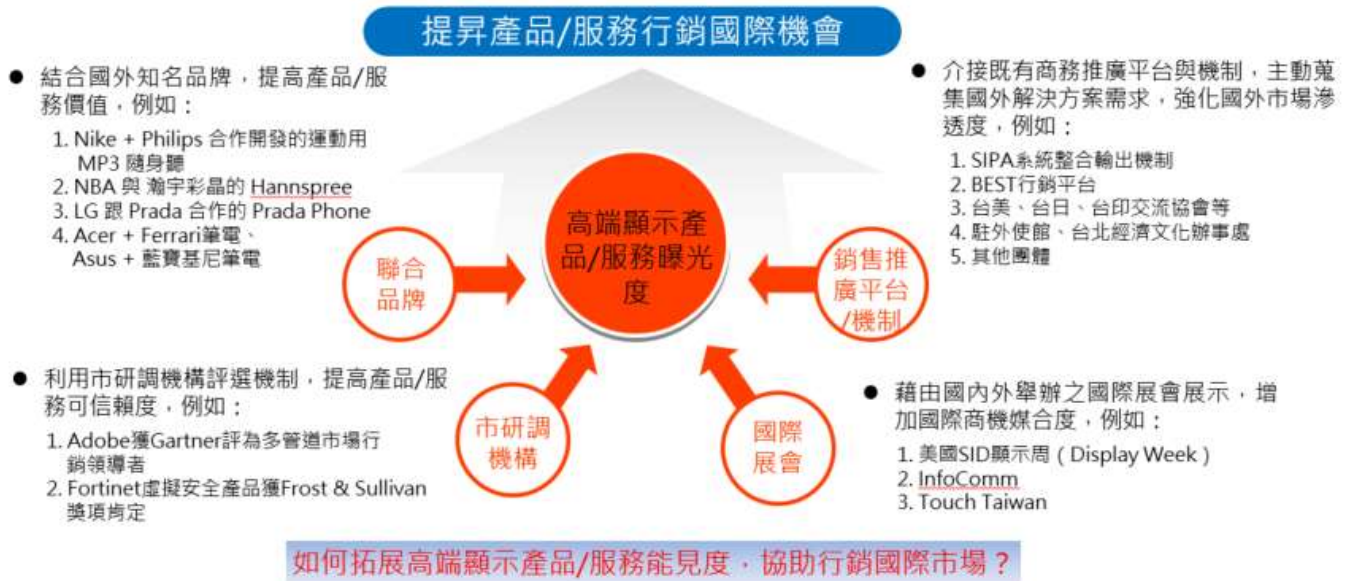 提昇產品/服務行銷國際機會
● 結合國外知名品牌，提高產品/服
務價值，例如：
1. Nike + Philips 合作開發的運動用
MP3 隨身聽
2. NBA 與 瀚宇彩晶的 Hannspree
3. LG 跟 Prada 合作的 Prada Phone
4. Acer + Ferrari筆電、
Asus + 藍寶基尼筆電
● 介接既有商務推廣平台與機制，主動蒐
集國外解決方案需求，強化國外市場滲
透度，例如：
1. SIPA系統整合輸出機制
2. BEST行銷平台
3. 台美、台日、台印交流協會等
4. 駐外使館、台北經濟文化辦事處
5. 其他團體
高端顯示產
品/服務曝光
度
聯合
品牌
銷售推
廣平台
/機制
市研調
機構
國際
展會
● 利用市研調機構評選機制，提高產品/服
務可信賴度，例如：
1. Adobe獲Gartner評為多管道市場行
銷領導者
2. Fortinet虛擬安全產品獲Frost & Sullivan
獎項肯定
● 藉由國內外舉辦之國際展會展示，增
加國際商機媒合度，例如：
1. 美國SID顯示周（Display Week）
2. InfoComm
3. Touch Taiwan
如何拓展高端顯示產品/服務能見度，協助行銷國際市場？